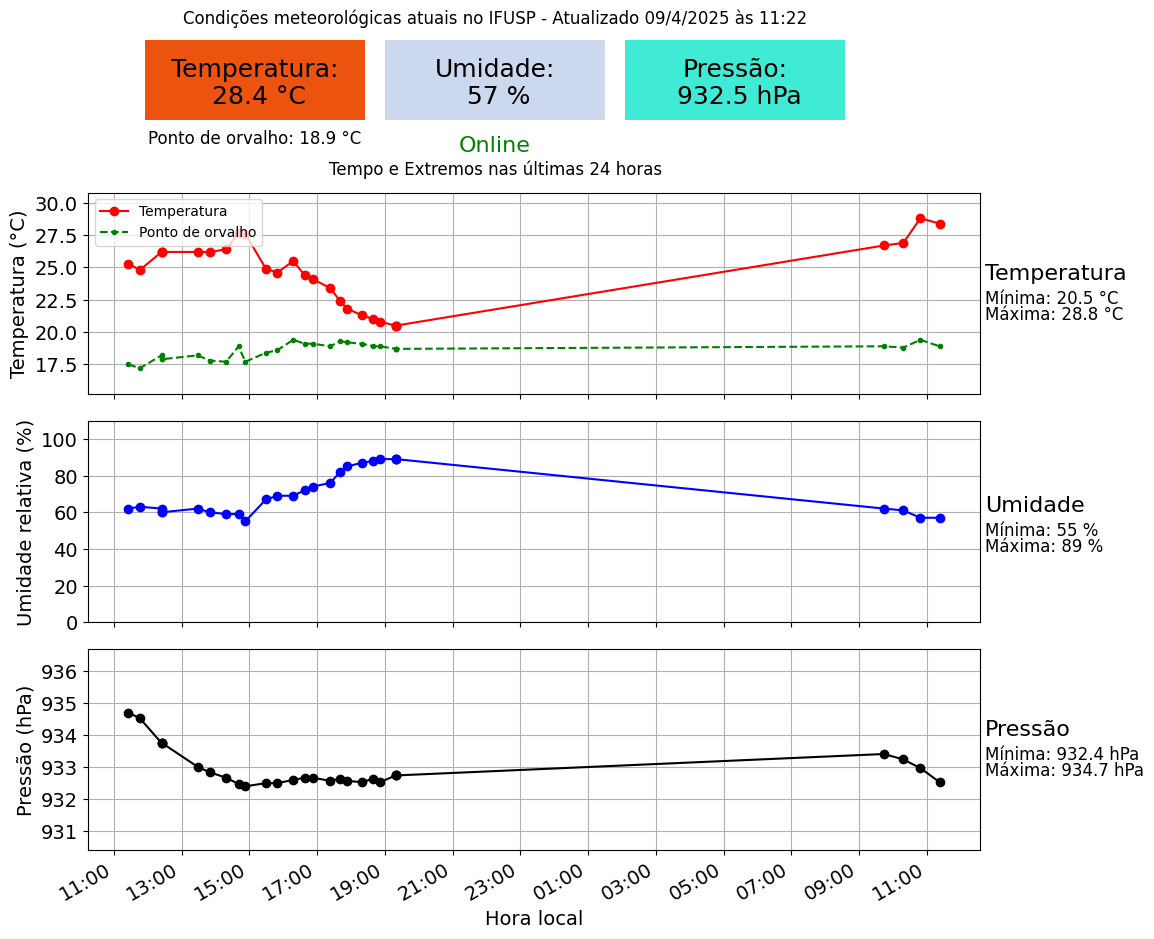 Condições meteorológicas atuais no IFUSP - Atualizado 09/4/2025 às 11:22
Temperatura:
28.4 °C
Umidade:
57 %
Pressão:
932.5 hPa
Ponto de orvalho: 18.9 °C
Online
Tempo e Extremos nas últimas 24 horas
Temperatura (°C)
30.0
27.5
25.0
22.5
20.0
17.5
Temperatura
Ponto de orvalho
Temperatura
Mínima: 20.5 °C
Máxima: 28.8 °C
Umidade relativa (%)
100
80
60
40
20
0
Umidade
Mínima: 55 %
Máxima: 89 %
Pressão (hPa)
936
935
934
933
932
931
Pressão
Mínima: 932.4 hPa
Máxima: 934.7 hPa
11:00 13:00 15:00 17:00 19:00 21:00 23:00 01:00 03:00 05:00 07:00 09:00 11:00
Hora local